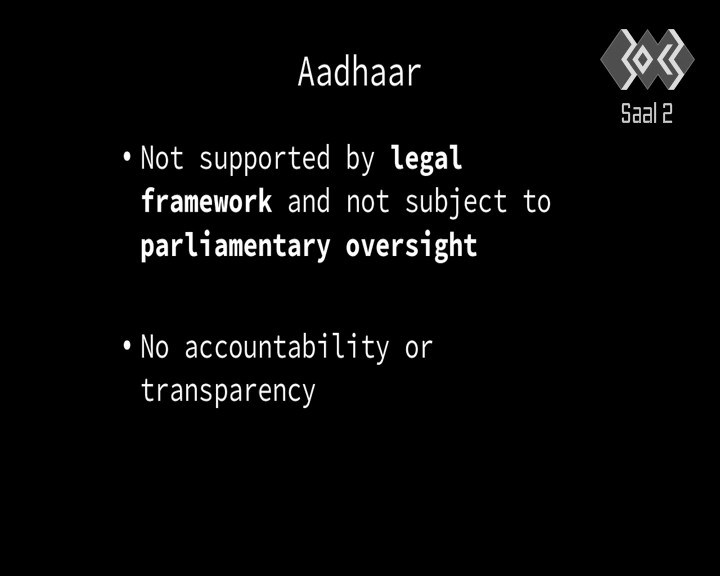 Aadhaar
Saal 2
• Not supported by legal
framework and not subject to
parliamentary oversight
• No accountability or
transparency